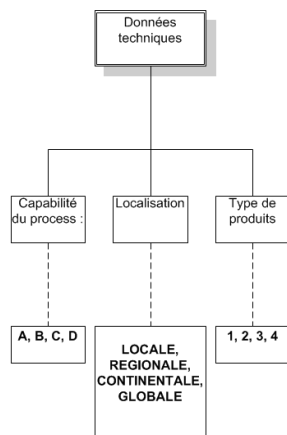 Données
techniques
Capabilité
du process :
Localisation
Type de
produits
A, B, C, D
LOCALE,
REGIONALE,
CONTINENTALE,
GLOBALE
1, 2, 3, 4